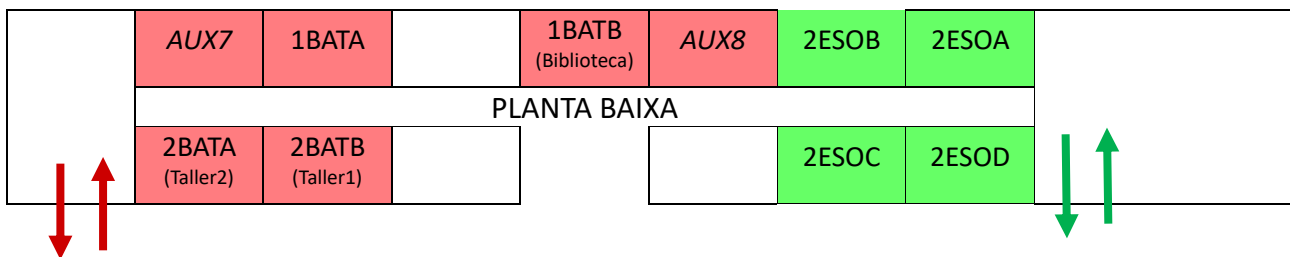 AUX7
1BATA
1BATB
(Biblioteca)
AUX8
2ESOB
2ESOA
PLANTA BAIXA
2BATA
(Taller2)
2BATB
(Taller1)
2ESOC
2ESOD